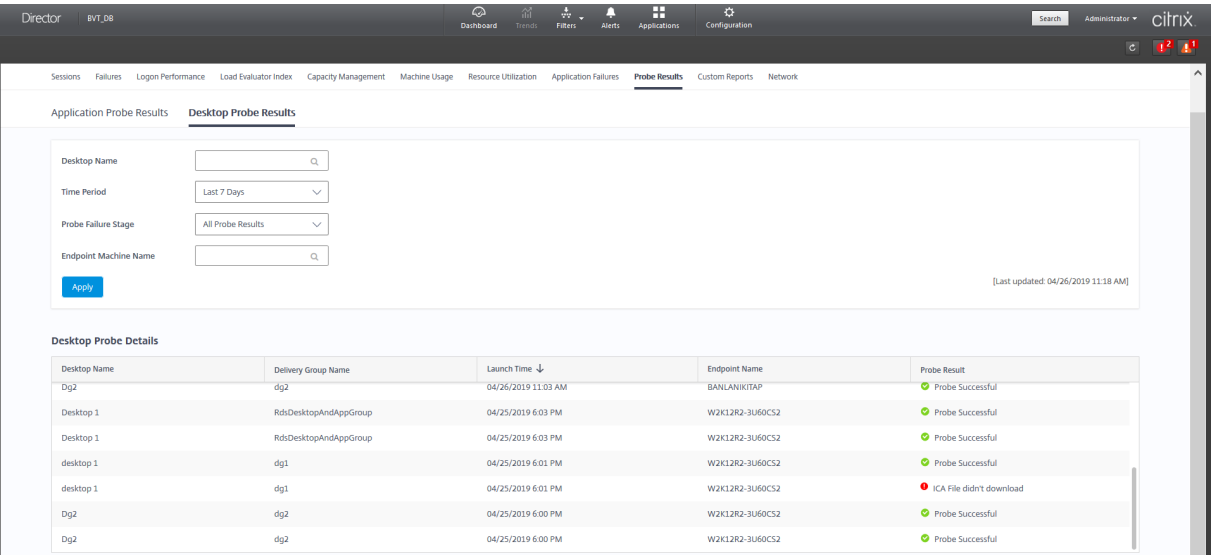 Director BVT_DB Dashboard Trends Filters Alerts Applications Configuration Search Administrator citrix
2 1
Sessions Failures Logon Performance Load Evaluator Index Capacity Management Machine Usage Resource Utilization Application Failures Probe Results Custom Reports Network
Application Probe Results Desktop Probe Results
Desktop Name
Time Period Last 7 Days
Probe Failure Stage All Probe Results
Endpoint Machine Name
Apply [Last updated: 04/26/2019 11:18 AM]
Desktop Probe Details
Desktop Name Delivery Group Name Launch Time Endpoint Name Probe Result
Dg2 dg2 04/26/2019 11:03 AM BANLANIKITAP Probe Successful
Desktop 1 RdsDesktopAndAppGroup 04/25/2019 6:03 PM W2K12R2-3U60CS2 Probe Successful
Desktop 1 RdsDesktopAndAppGroup 04/25/2019 6:03 PM W2K12R2-3U60CS2 Probe Successful
desktop 1 dg1 04/25/2019 6:01 PM W2K12R2-3U60CS2 Probe Successful
desktop 1 dg1 04/25/2019 6:01 PM W2K12R2-3U60CS2 ICA File didn't download
Dg2 dg2 04/25/2019 6:00 PM W2K12R2-3U60CS2 Probe Successful
Dg2 dg2 04/25/2019 6:00 PM W2K12R2-3U60CS2 Probe Successful